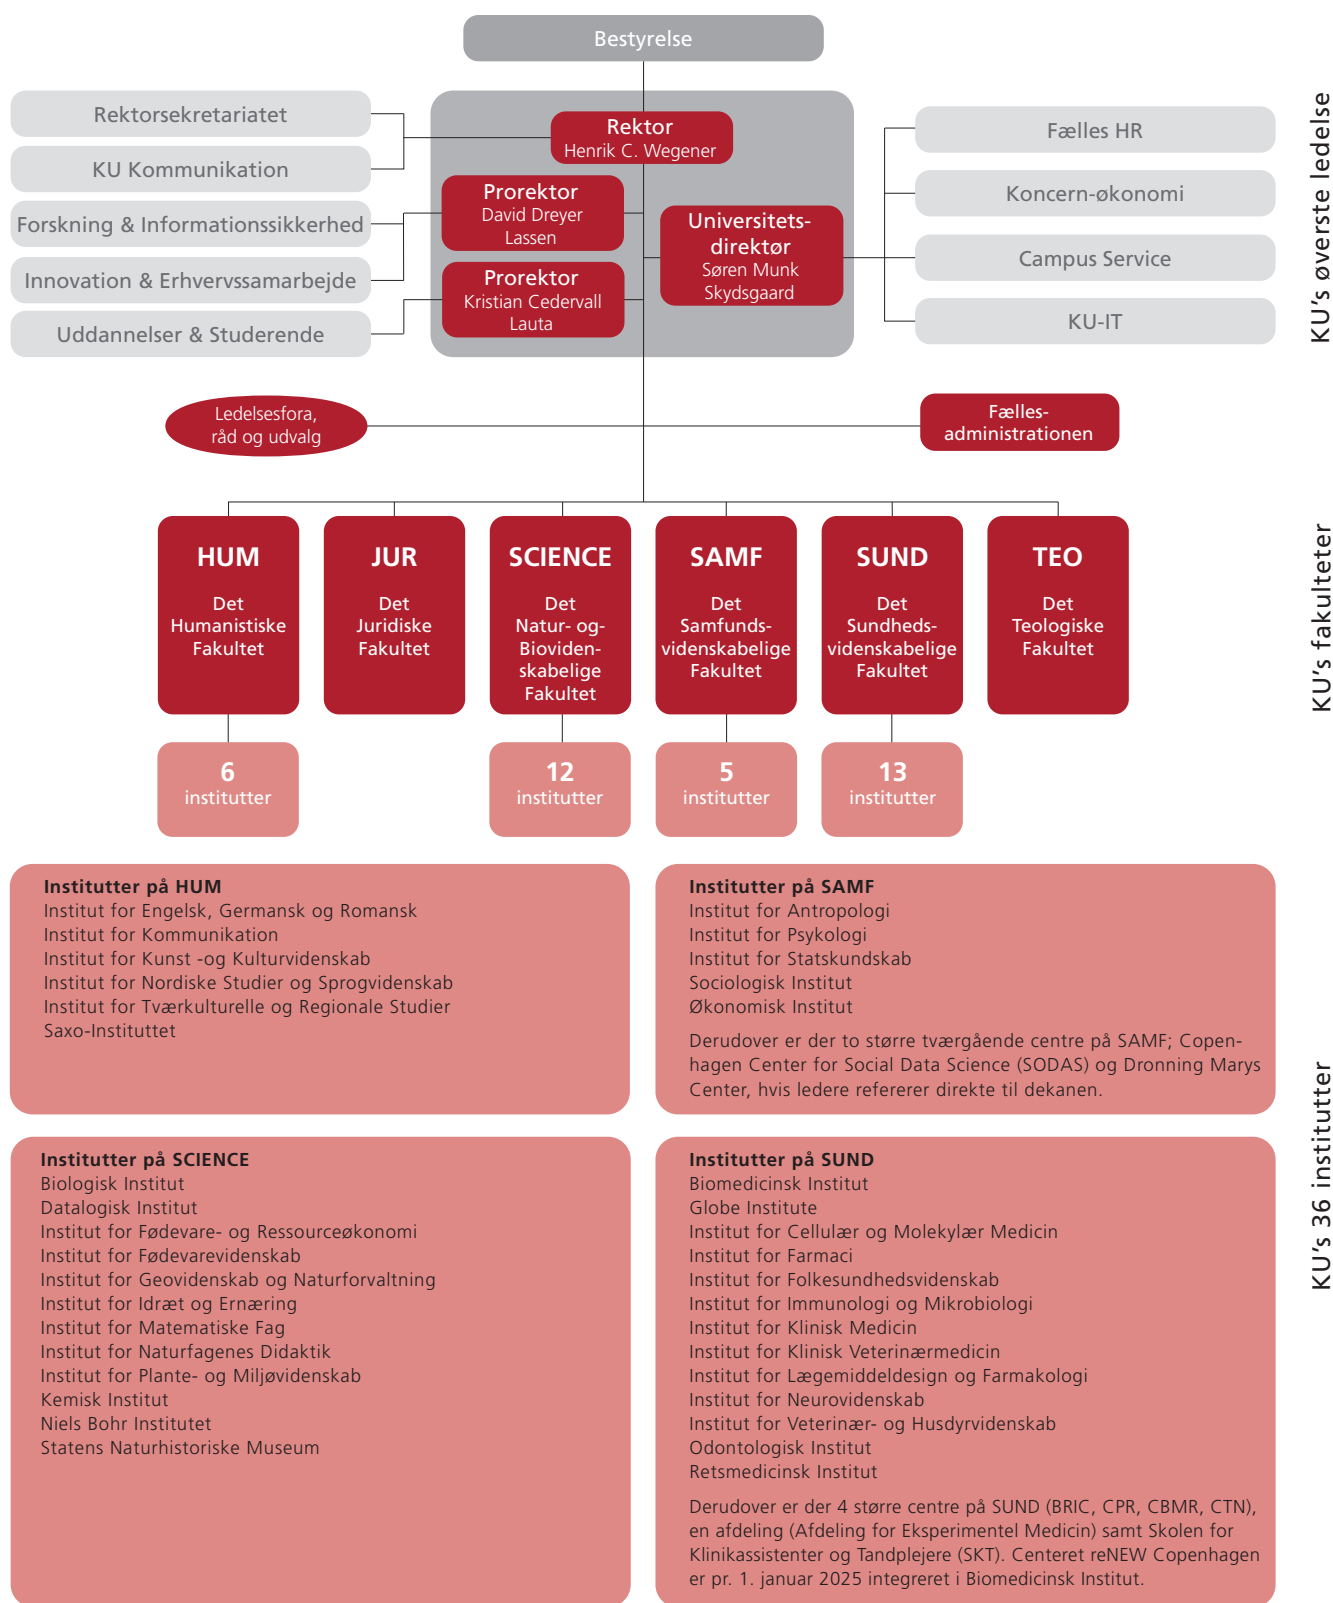 Bestyrelse
Rektorsekretariatet
KU Kommunikation
Forskning & Informationssikkerhed
Innovation & Erhvervssamarbejde
Uddannelser & Studerende
Rektor
Henrik C. Wegener
Prorektor
David Dreyer
Lassen
Prorektor
Kristian Cedervall
Lauta
Universitets-
direktør
Søren Munk
Skydsgaard
Fælles HR
Koncern-økonomi
Campus Service
KU-IT
KU's øverste ledelse
Ledelsesfora,
råd og udvalg
Fælles-
administrationen
HUM
Det
Humanistiske
Fakultet
JUR
Det
Juridiske
Fakultet
SCIENCE
Det
Natur- og-
Bioviden-
skabelige
Fakultet
SAMF
Det
Samfunds-
videnskabelige
Fakultet
SUND
Det
Sundheds-
videnskabelige
Fakultet
TEO
Det
Teologiske
Fakultet
KU's fakulteter
6
institutter
12
institutter
5
institutter
13
institutter
Institutter på HUM
Institut for Engelsk, Germansk og Romansk
Institut for Kommunikation
Institut for Kunst -og Kulturvidenskab
Institut for Nordiske Studier og Sprogvidenskab
Institut for Tværkulturelle og Regionale Studier
Saxo-Instituttet
Institutter på SAMF
Institut for Antropologi
Institut for Psykologi
Institut for Statskundskab
Sociologisk Institut
Økonomisk Institut
Derudover er der to større tværgående centre på SAMF; Copen-
hagen Center for Social Data Science (SODAS) og Dronning Marys
Center, hvis ledere refererer direkte til dekanen.
Institutter på SCIENCE
Biologisk Institut
Datalogisk Institut
Institut for Fødevare- og Ressourceøkonomi
Institut for Fødevarevidenskab
Institut for Geovidenskab og Naturforvaltning
Institut for Idræt og Ernæring
Institut for Matematiske Fag
Institut for Naturfagenes Didaktik
Institut for Plante- og Miljøvidenskab
Kemisk Institut
Niels Bohr Institutet
Statens Naturhistoriske Museum
Institutter på SUND
Biomedicinsk Institut
Globe Institute
Institut for Cellulær og Molekylær Medicin
Institut for Farmaci
Institut for Folkesundhedsvidenskab
Institut for Immunologi og Mikrobiologi
Institut for Klinisk Medicin
Institut for Klinisk Veterinærmedicin
Institut for Lægemiddeldesign og Farmakologi
Institut for Neurovidenskab
Institut for Veterinær- og Husdyrvidenskab
Odontologisk Institut
Retsmedicinsk Institut
Derudover er der 4 større centre på SUND (BRIC, CPR, CBMR, CTN),
en afdeling (Afdeling for Eksperimentel Medicin) samt Skolen for
Klinikassistenter og Tandplejere (SKT). Centeret reNEW Copenhagen
er pr. 1. januar 2025 integreret i Biomedicinsk Institut.
KU's 36 institutter